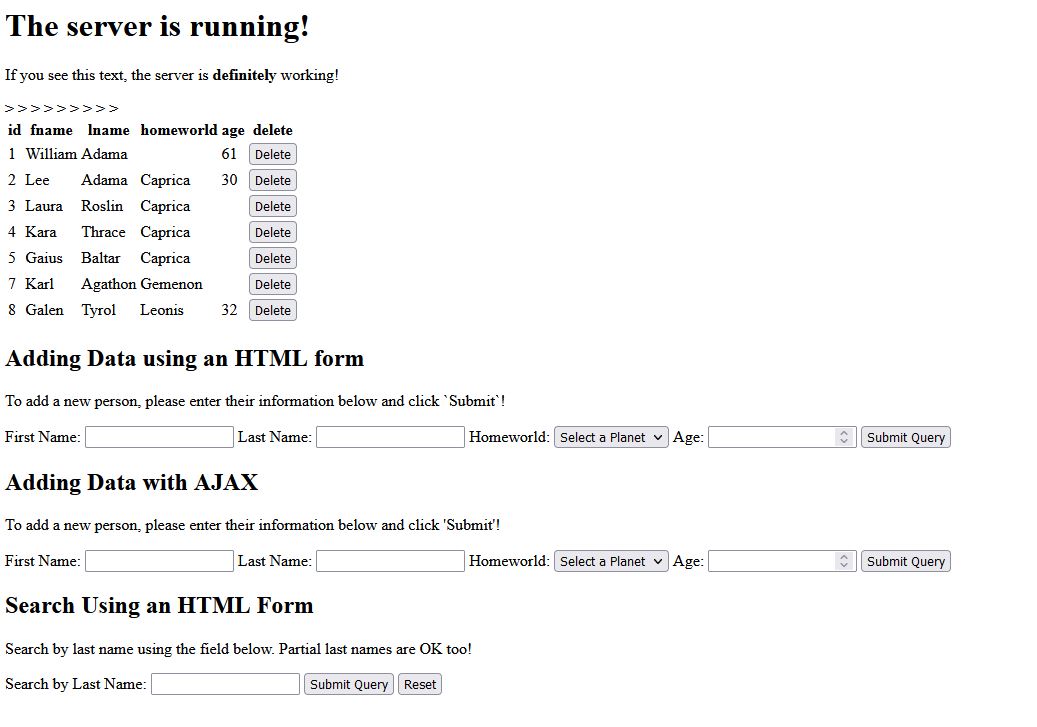 The server is running!
If you see this text, the server is definitely working!
> > > > > > > > >
id fname lname homeworld age delete
1 William Adama 61 Delete
2 Lee Adama Caprica 30 Delete
3 Laura Roslin Caprica Delete
4 Kara Thrace Caprica Delete
5 Gaius Baltar Caprica Delete
7 Karl Agathon Gemenon Delete
8 Galen Tyrol Leonis 32 Delete
Adding Data using an HTML form
To add a new person, please enter their information below and click `Submit`!
First Name: Last Name: Homeworld: Select a Planet Age: Submit Query
Adding Data with AJAX
To add a new person, please enter their information below and click 'Submit'!
First Name: Last Name: Homeworld: Select a Planet Age: Submit Query
Search Using an HTML Form
Search by last name using the field below. Partial last names are OK too!
Search by Last Name: Submit Query Reset